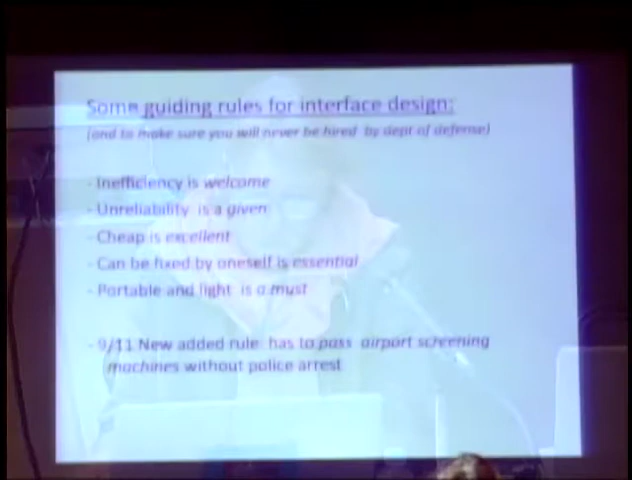 Some guiding rules for interface design:
(and to make sure you will never be hired by dept of defense)
- Inefficiency is welcome
- Unreliability is a given
- Cheap is excellent
- Can be fixed by oneself is essential
- Portable and light is a must
- 9/11 New added rule has to pass airport screening
machines without police arrest